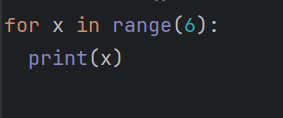 for x in range(6):
  print(x)